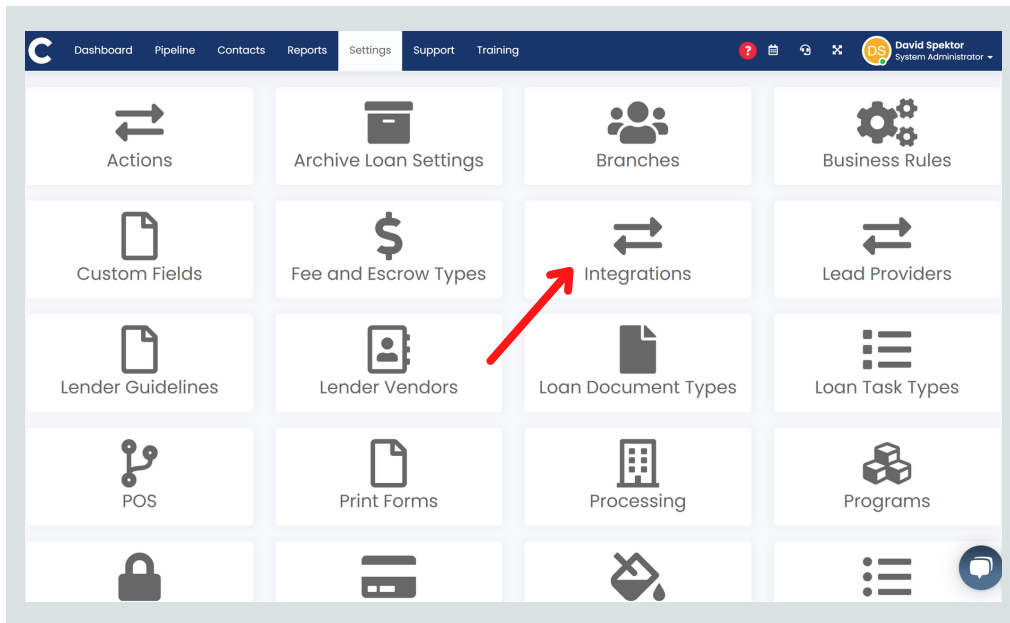 C Dashboard Pipeline Contacts Reports Settings Support Training ? DS David Spektor
System Administrator
Actions Archive Loan Settings Branches Business Rules
Custom Fields Fee and Escrow Types Integrations Lead Providers
Lender Guidelines Lender Vendors Loan Document Types Loan Task Types
POS Print Forms Processing Programs